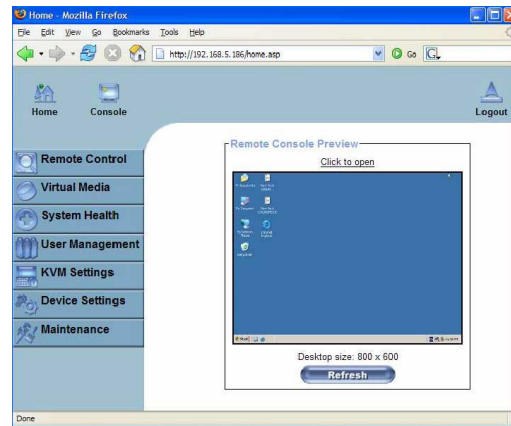 Home - Mozilla Firefox
File Edit View Go Bookmarks Tools Help
http://192.168.5.186/home.asp Go G
Home Console Logout
Remote Console Preview
Click to open
Remote Control
Virtual Media
System Health
User Management
KVM Settings
Device Settings
Maintenance
Desktop size: 800 x 600
Refresh
Done